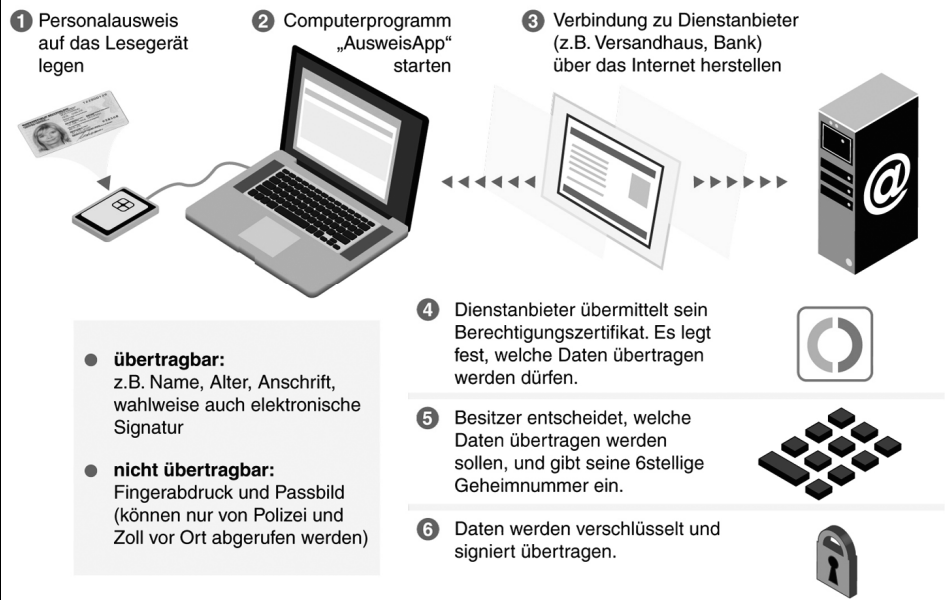 1 Personalausweis
auf das Lesegerät
legen
2 Computerprogramm
„AusweisApp“
starten
3 Verbindung zu Dienstanbieter
(z.B. Versandhaus, Bank)
über das Internet herstellen
@
4 Dienstanbieter übermittelt sein
Berechtigungszertifikat. Es legt
fest, welche Daten übertragen
werden dürfen.
5 Besitzer entscheidet, welche
Daten übertragen werden
sollen, und gibt seine 6stellige
Geheimnummer ein.
6 Daten werden verschlüsselt und
signiert übertragen.
● übertragbar:
z.B. Name, Alter, Anschrift,
wahlweise auch elektronische
Signatur
● nicht übertragbar:
Fingerabdruck und Passbild
(können nur von Polizei und
Zoll vor Ort abgerufen werden)